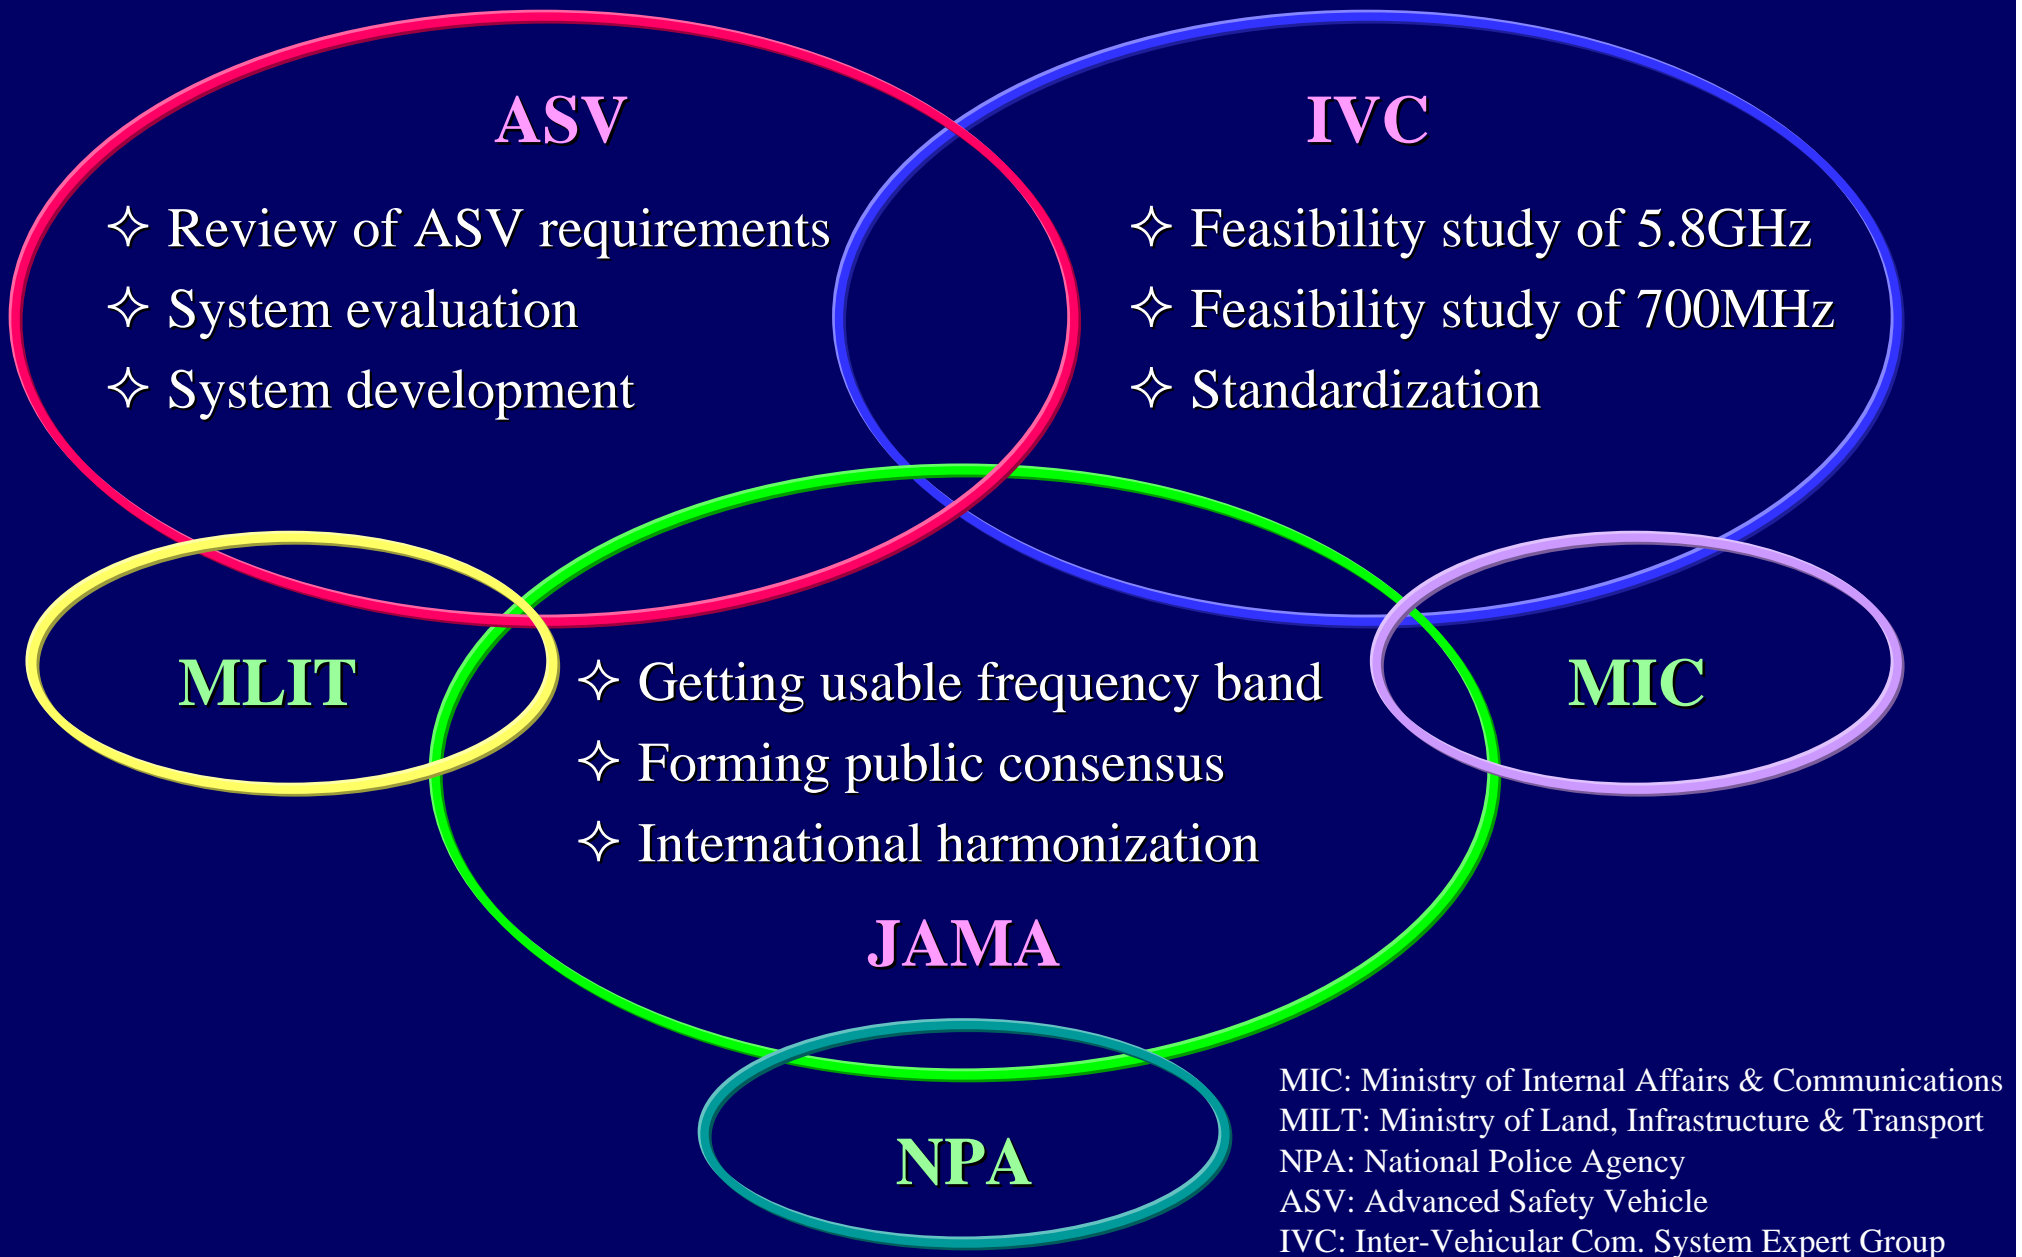 ASV
✧ Review of ASV requirements
✧ System evaluation
✧ System development
IVC
✧ Feasibility study of 5.8GHz
✧ Feasibility study of 700MHz
✧ Standardization
MLIT
✧ Getting usable frequency band
✧ Forming public consensus
✧ International harmonization
JAMA
MIC
NPA
MIC: Ministry of Internal Affairs & Communications
MILT: Ministry of Land, Infrastructure & Transport
NPA: National Police Agency
ASV: Advanced Safety Vehicle
IVC: Inter-Vehicular Com. System Expert Group